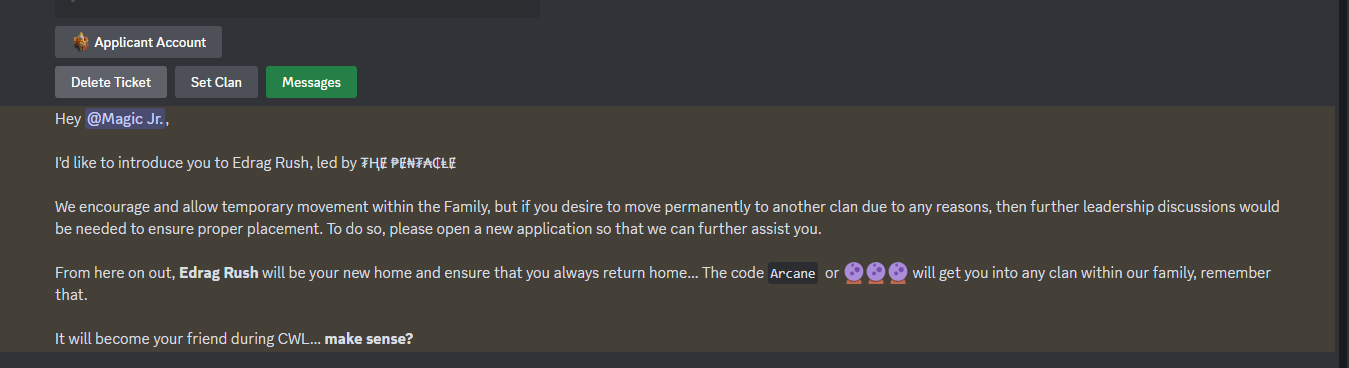 Applicant Account
Delete Ticket Set Clan Messages
Hey @Magic Jr.,
I'd like to introduce you to Edrag Rush, led by ₮ⱧɆ ₱Ɇ₦₮₳₵ⱠɆ
We encourage and allow temporary movement within the Family, but if you desire to move permanently to another clan due to any reasons, then further leadership discussions would
be needed to ensure proper placement. To do so, please open a new application so that we can further assist you.
From here on out, Edrag Rush will be your new home and ensure that you always return home... The code Arcane or 🔮🔮🔮 will get you into any clan within our family, remember
that.
It will become your friend during CWL... make sense?